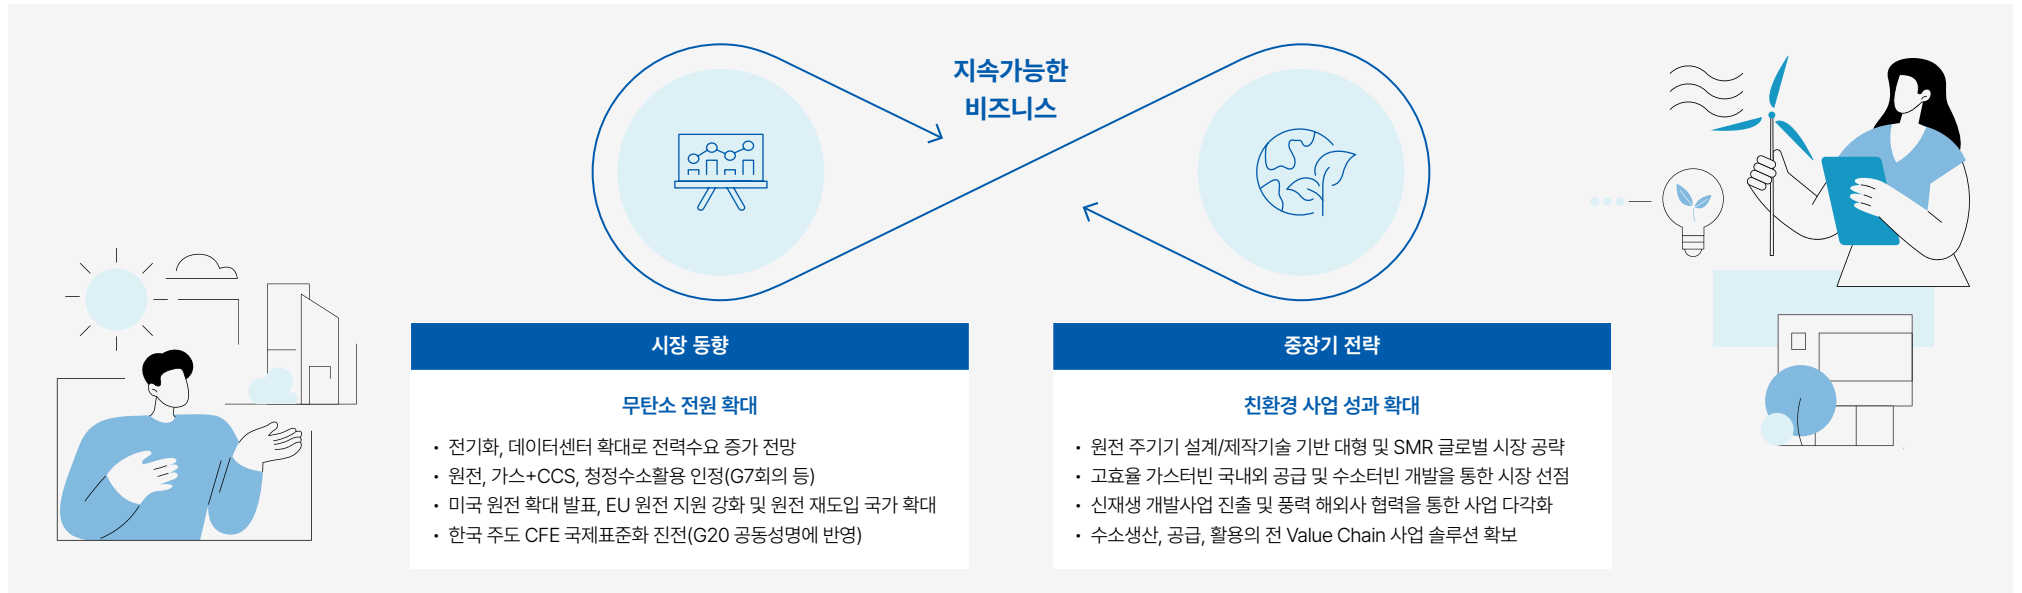 지속가능한
비즈니스
시장 동향
무탄소 전원 확대
• 전기화, 데이터센터 확대로 전력수요 증가 전망
• 원전, 가스+CCS, 청정수소활용 인정(G7회의 등)
• 미국 원전 확대 발표, EU 원전 지원 강화 및 원전 재도입 국가 확대
• 한국 주도 CFE 국제표준화 진전(G20 공동성명에 반영)
중장기 전략
친환경 사업 성과 확대
• 원전 주기기 설계/제작기술 기반 대형 및 SMR 글로벌 시장 공략
• 고효율 가스터빈 국내외 공급 및 수소터빈 개발을 통한 시장 선점
• 신재생 개발사업 진출 및 풍력 해외사 협력을 통한 사업 다각화
• 수소생산, 공급, 활용의 전 Value Chain 사업 솔루션 확보